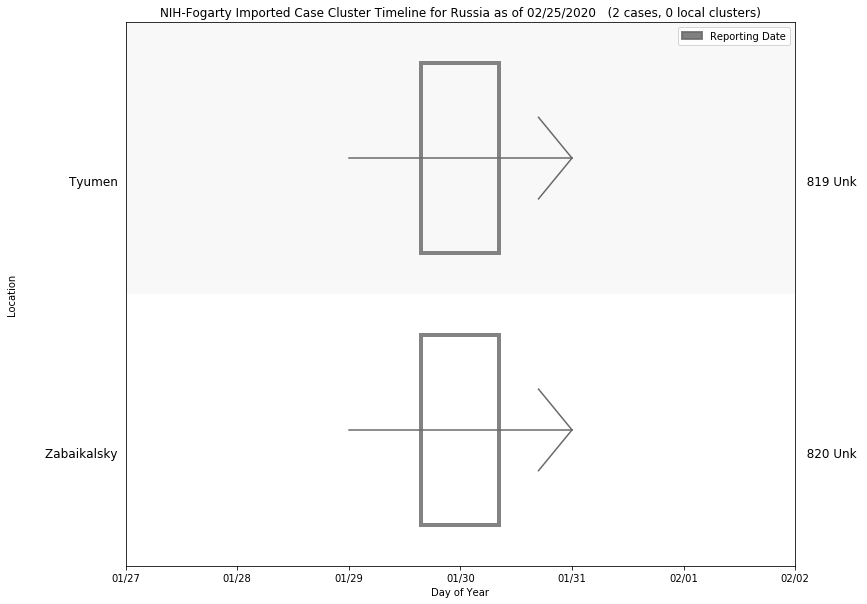 NIH-Fogarty Imported Case Cluster Timeline for Russia as of 02/25/2020   (2 cases, 0 local clusters)
Reporting Date
Tyumen
819 Unk
Location
Zabaikalsky
820 Unk
01/27 01/28 01/29 01/30 01/31 02/01 02/02
Day of Year